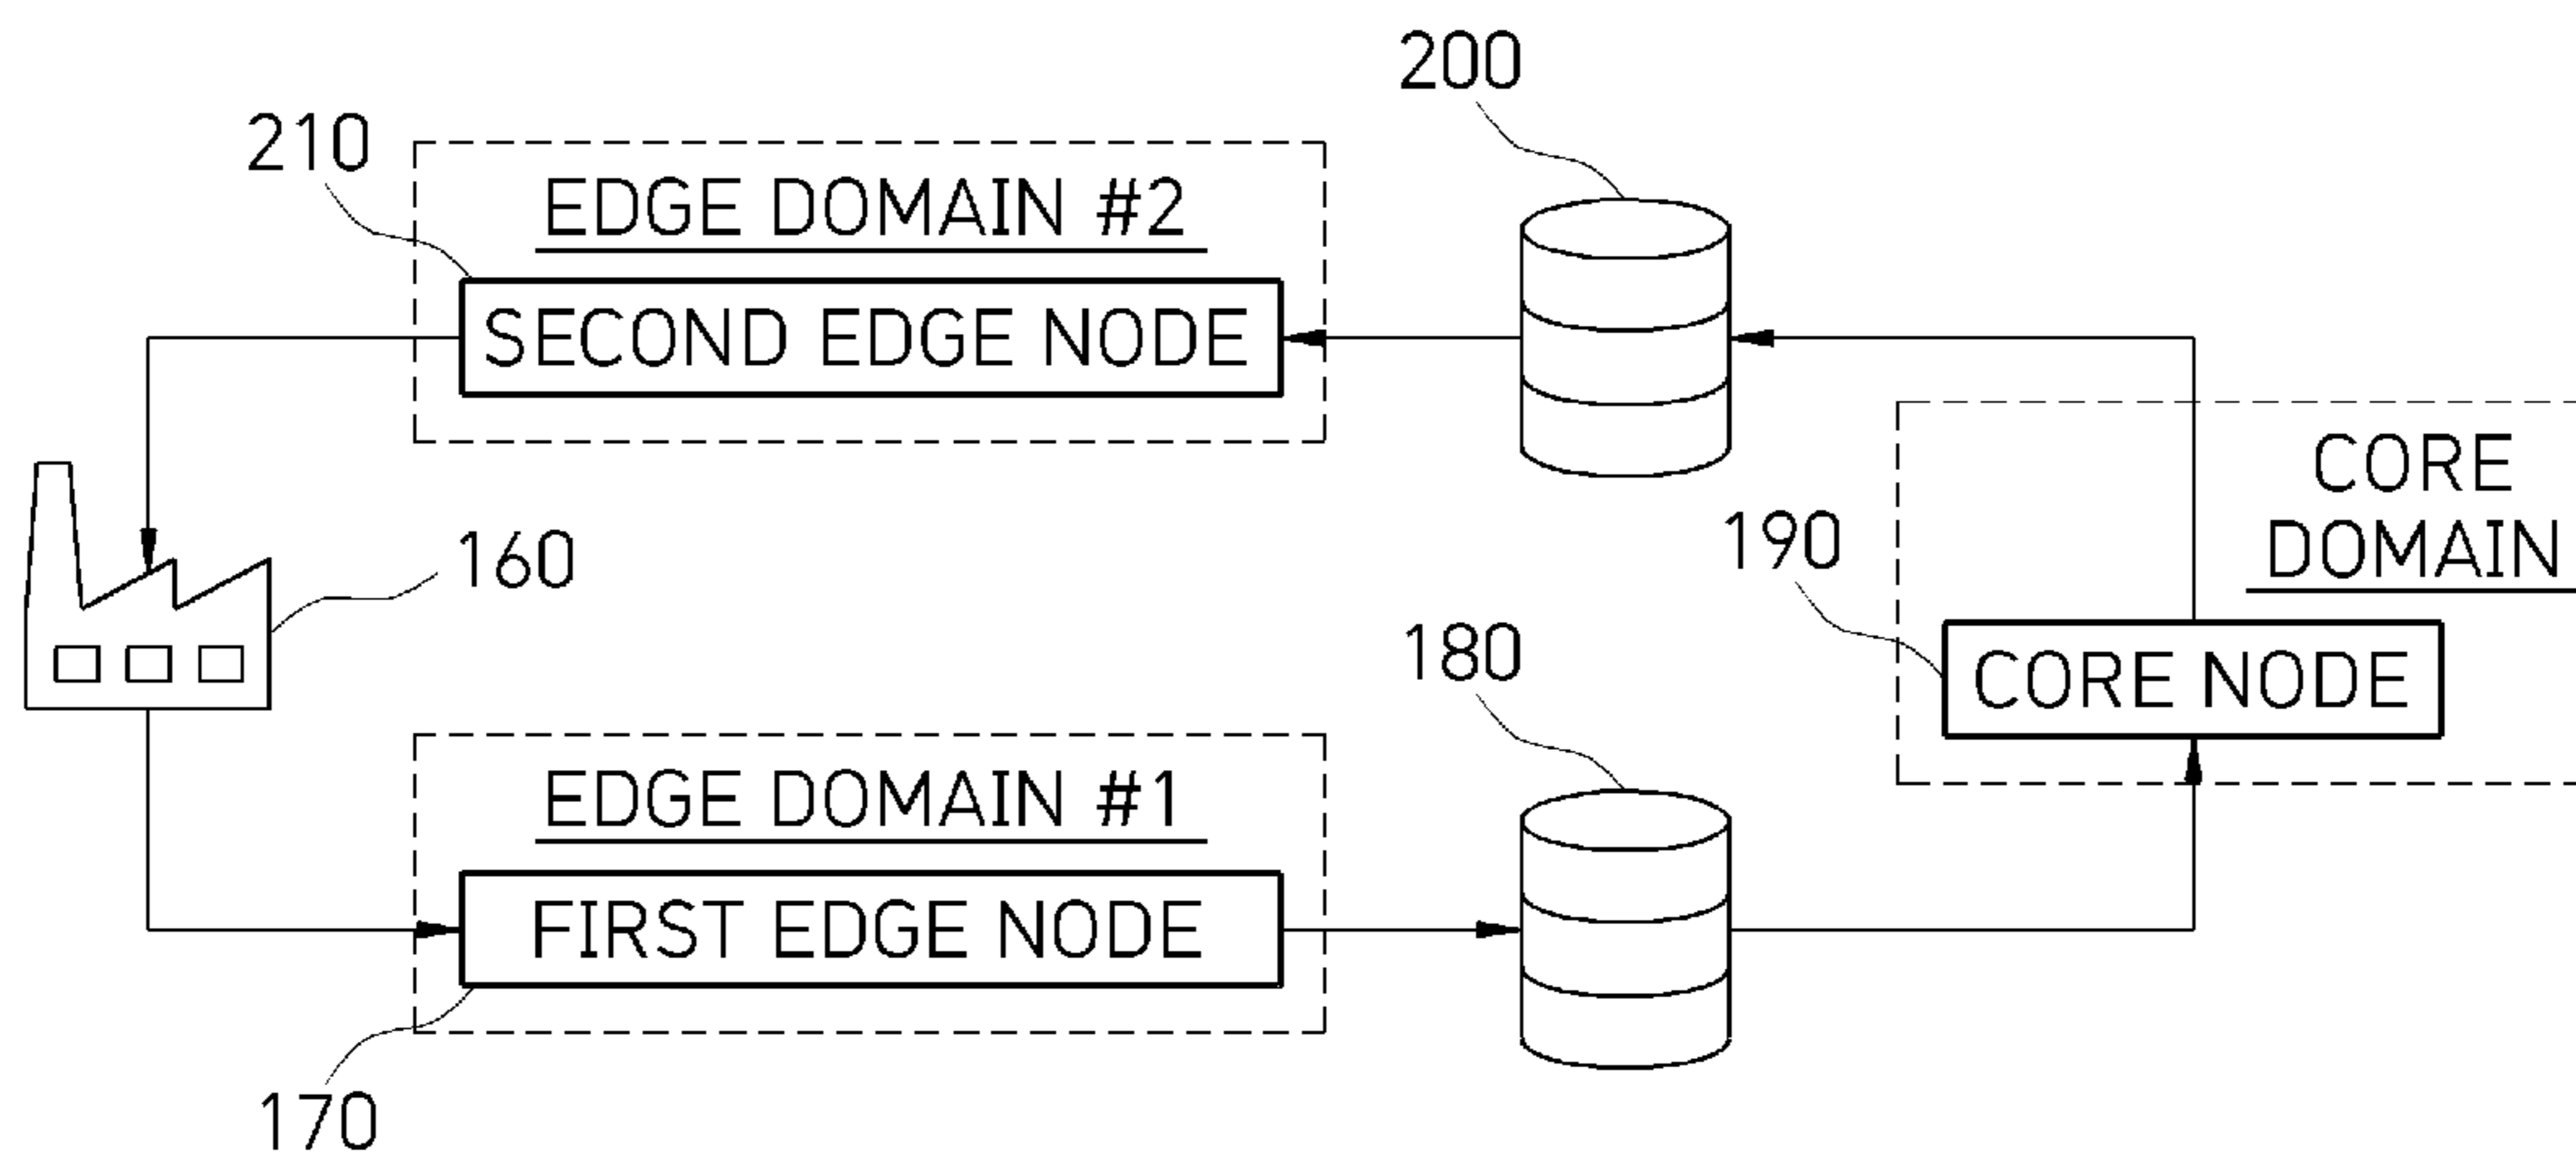 200
210
EDGE DOMAIN #2
SECOND EDGE NODE
CORE
DOMAIN
190
160
CORE NODE
180
EDGE DOMAIN #1
FIRST EDGE NODE
170